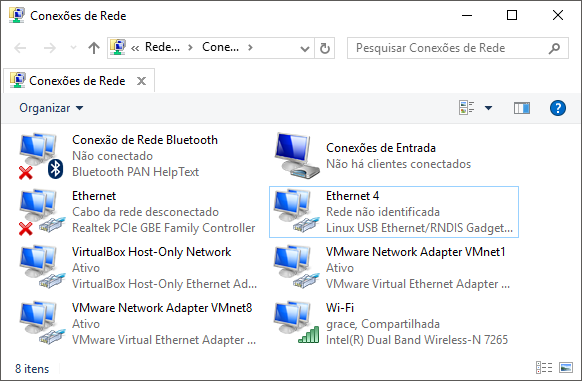 Conexões de Rede
« Rede... > Cone... >
Pesquisar Conexões de Rede
Conexões de Rede
Organizar
Conexão de Rede Bluetooth
Não conectado
Bluetooth PAN HelpText
Conexões de Entrada
Não há clientes conectados
Ethernet
Cabo da rede desconectado
Realtek PCIe GBE Family Controller
Ethernet 4
Rede não identificada
Linux USB Ethernet/RNDIS Gadget...
VirtualBox Host-Only Network
Ativo
VirtualBox Host-Only Ethernet Ad...
VMware Network Adapter VMnet1
Ativo
VMware Virtual Ethernet Adapter ...
VMware Network Adapter VMnet8
Ativo
VMware Virtual Ethernet Adapter ...
Wi-Fi
grace, Compartilhada
Intel(R) Dual Band Wireless-N 7265
8 itens